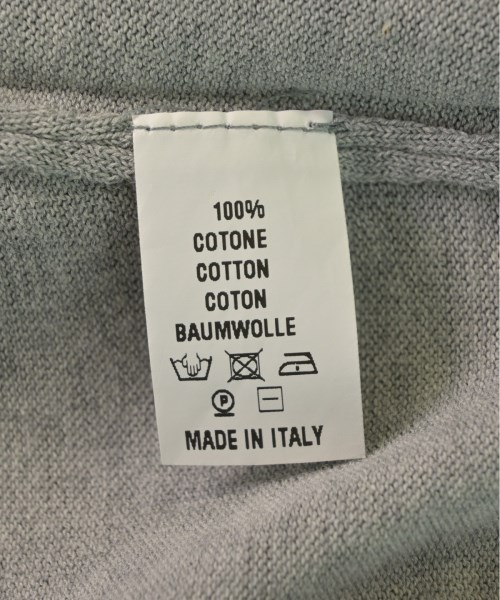 100%
COTONE
COTTON
COTON
BAUMWOLLE
P
MADE IN ITALY